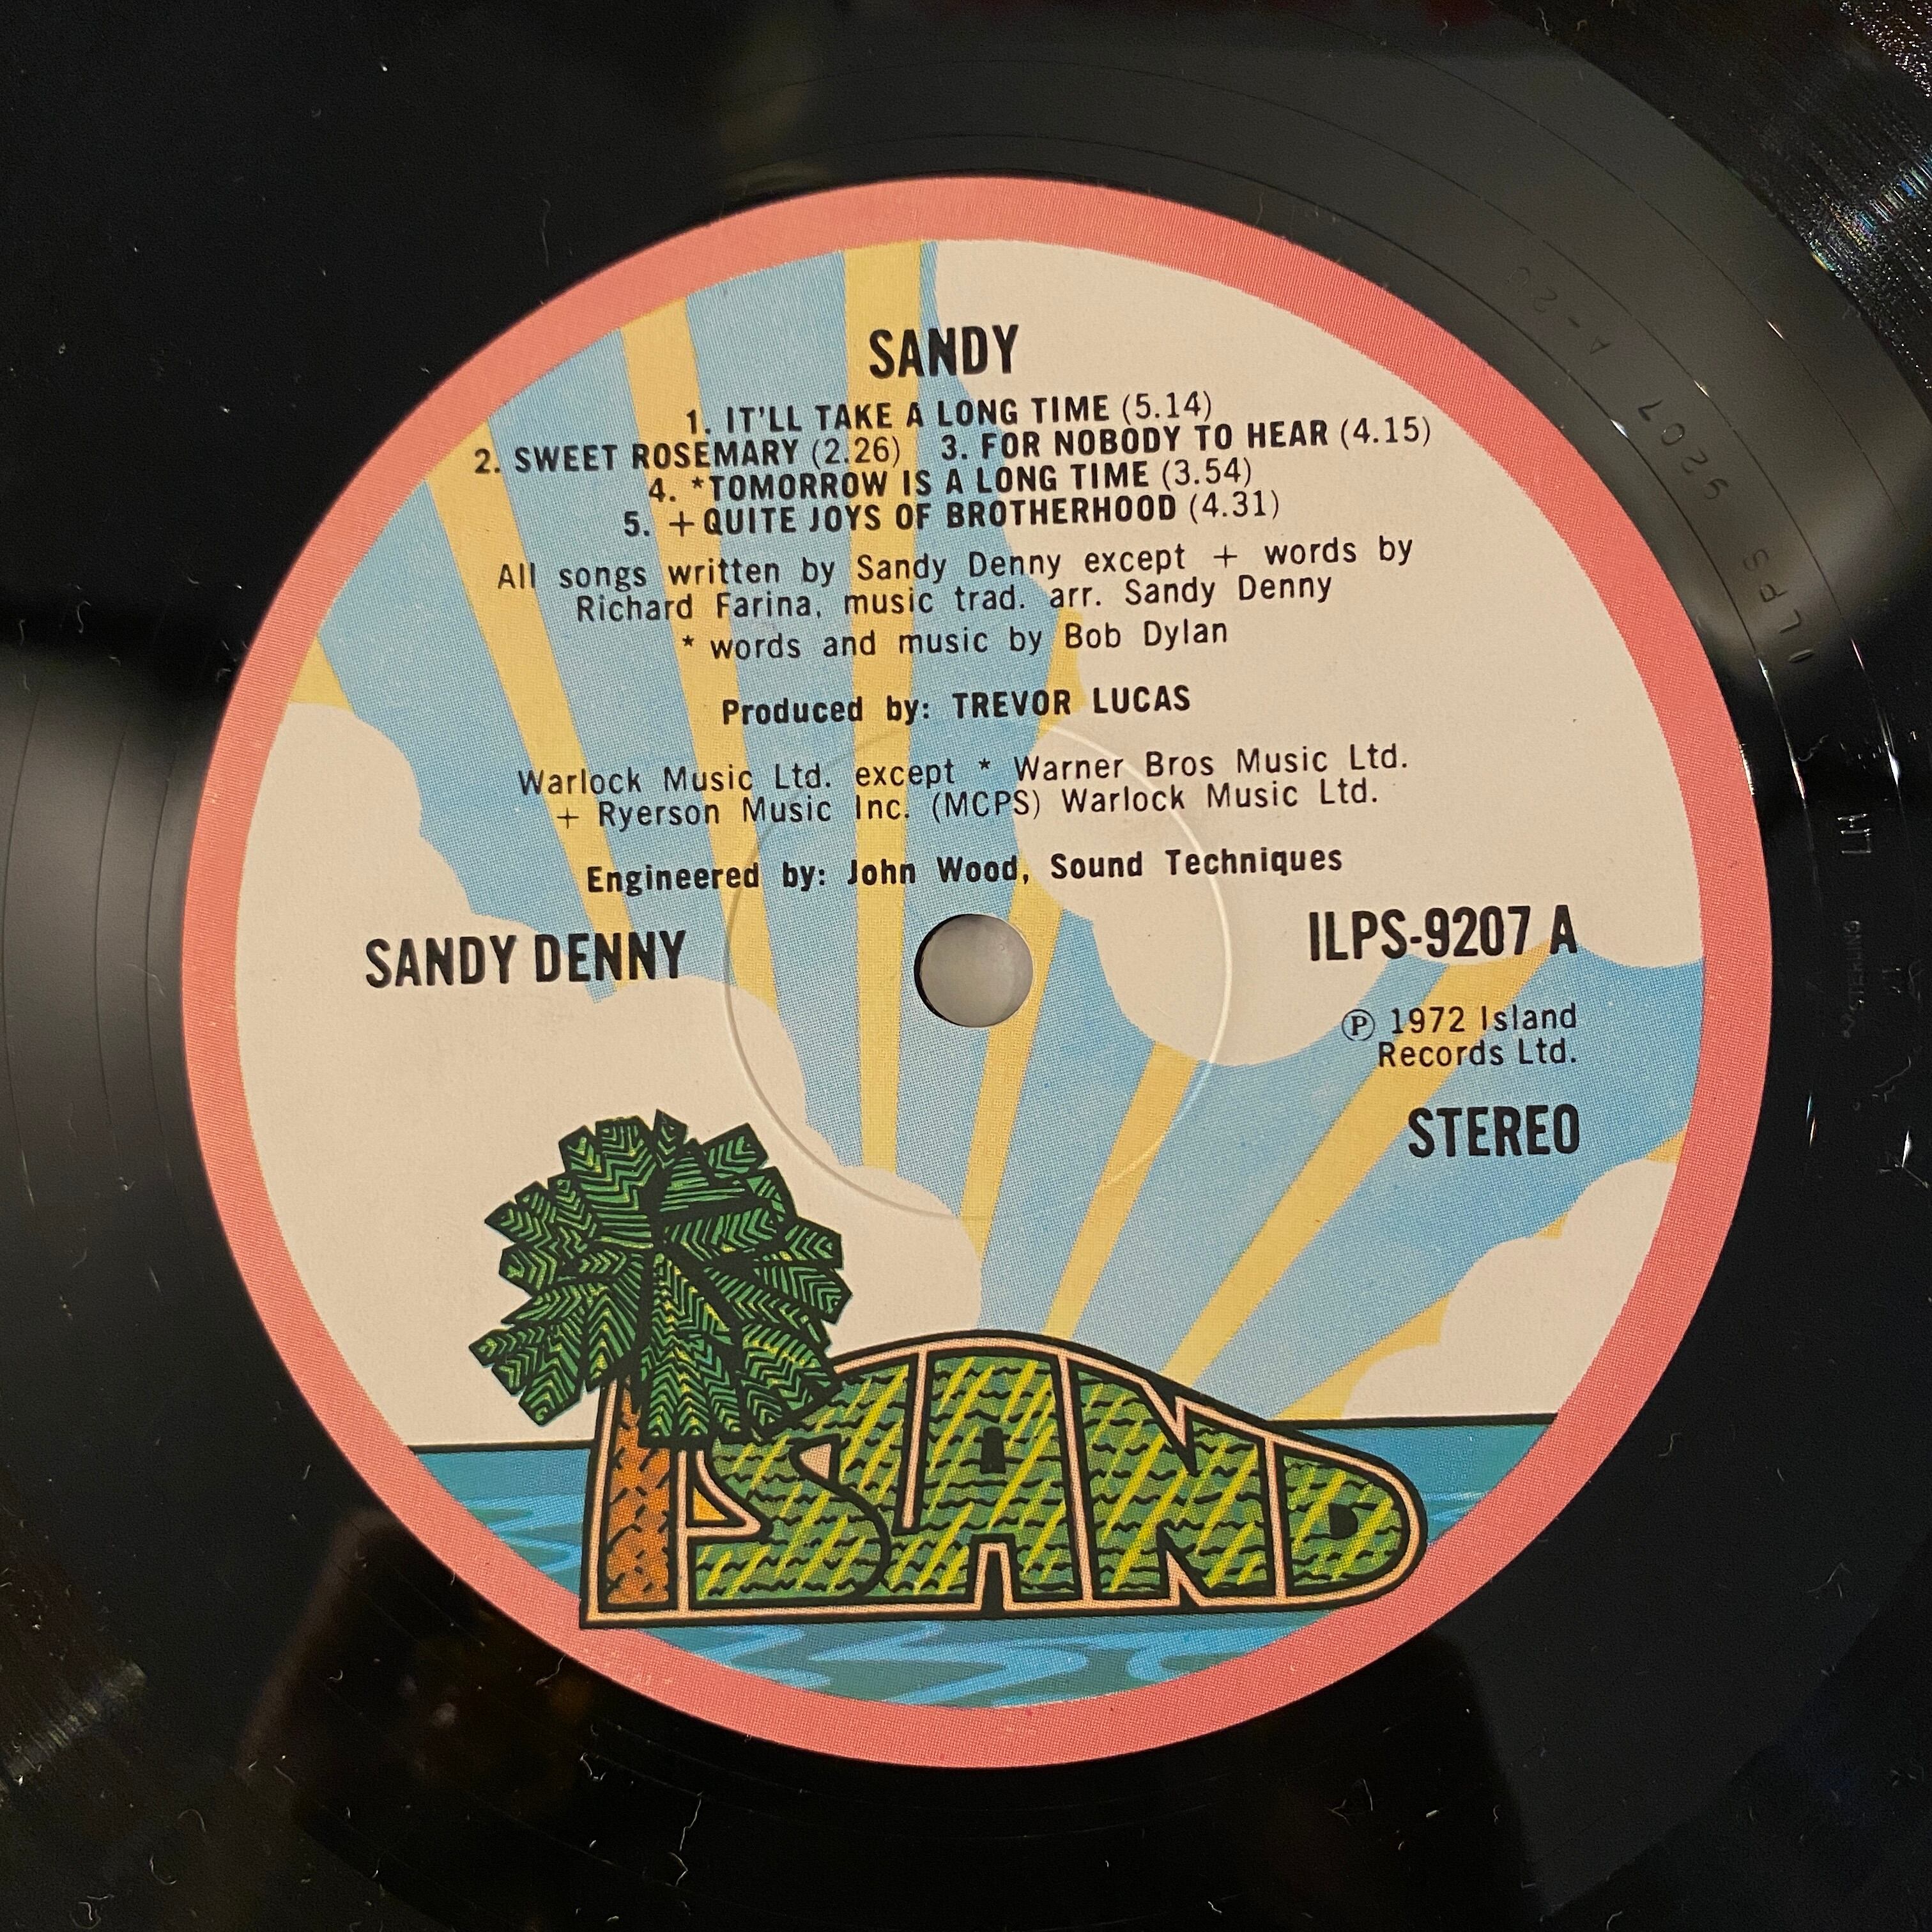 SANDY
1. IT'LL TAKE A LONG TIME (5.14)
2. SWEET ROSEMARY (2.26) 3. FOR NOBODY TO HEAR (4.15)
4. *TOMORROW IS A LONG TIME (3.54)
5. +QUITE JOYS OF BROTHERHOOD (4.31)
All songs written by Sandy Denny except + words by
Richard Farina, music trad. arr. Sandy Denny
* words and music by Bob Dylan
Produced by: TREVOR LUCAS
Warlock Music Ltd. except * Warner Bros Music Ltd.
+ Ryerson Music Inc. (MCPS) Warlock Music Ltd.
Engineered by: John Wood, Sound Techniques
SANDY DENNY
ILPS-9207 A
℗ 1972 Island
Records Ltd.
STEREO
ISLAND
ILPS 9207
STERLING
LH